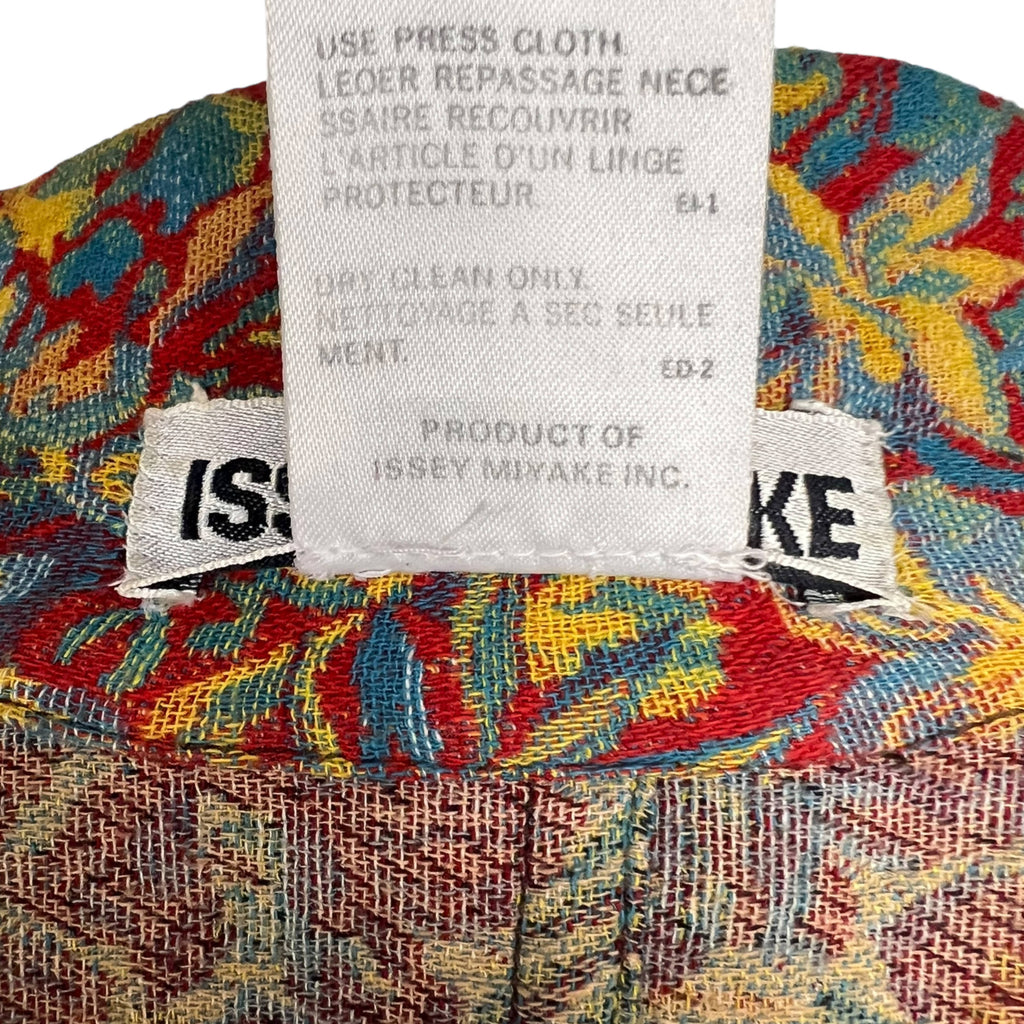 USE PRESS CLOTH.
LEGER REPASSAGE NECE
SSAIRE RECOUVRIR
L'ARTICLE D'UN LINGE
PROTECTEUR ED-1
DRY CLEAN ONLY.
NETTOYAGE A SEC SEULE
MENT. ED-2
PRODUCT OF
ISSEY MIYAKE INC.
ISS KE